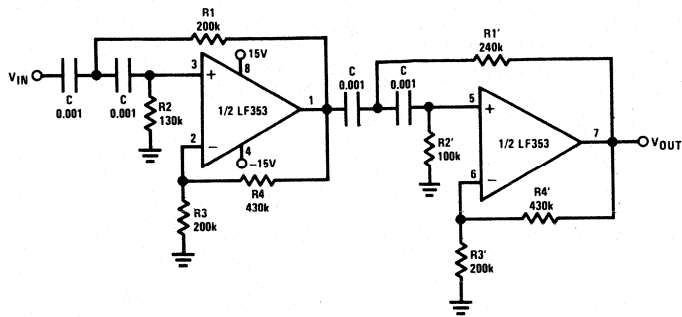 R1
200k
R1'
240k
15V
8
V_IN
C
0.001
C
0.001
3
+
R2
130k
1/2 LF353
1
2
−
4
−15V
R4
430k
R3
200k
C
0.001
C
0.001
5
+
R2'
100k
1/2 LF353
7
V_OUT
6
−
R4'
430k
R3'
200k